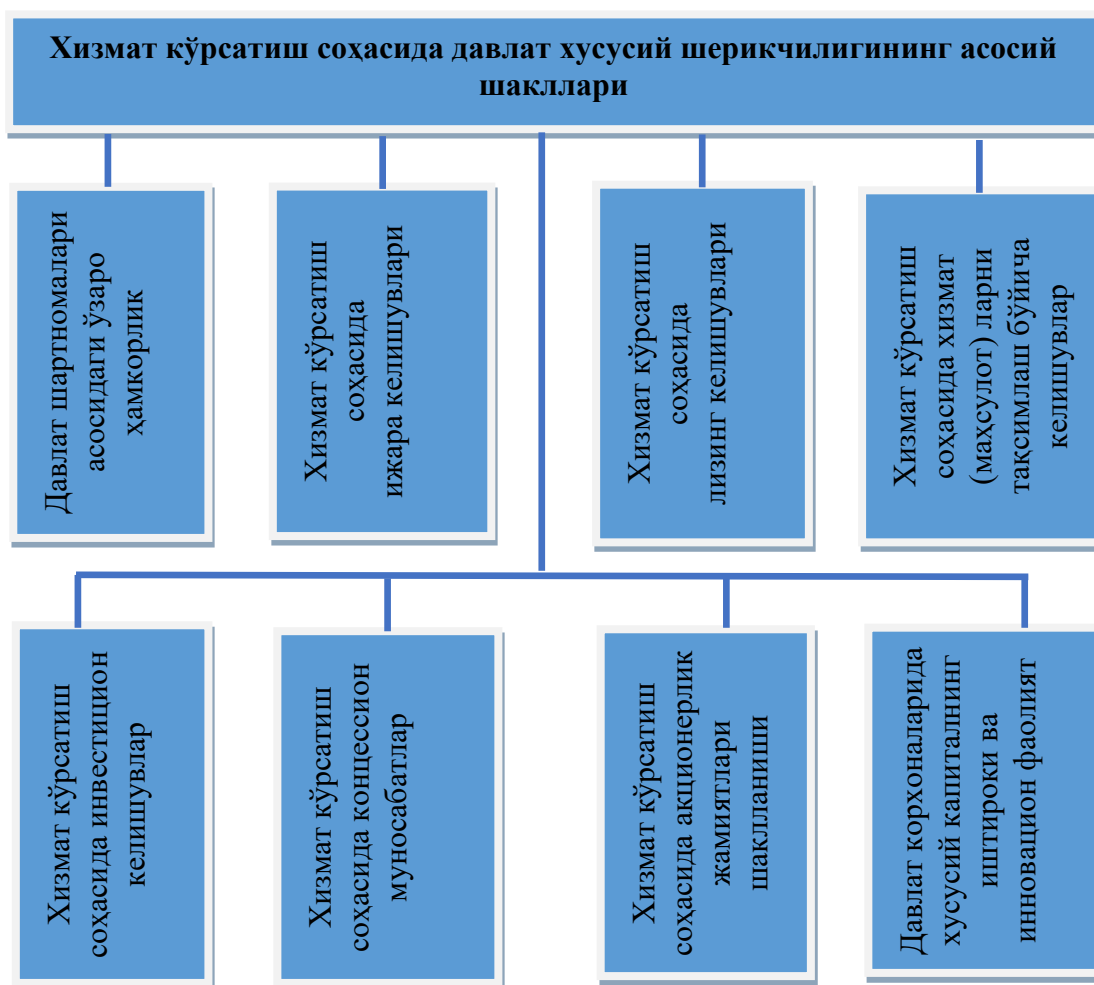 Хизмат кўрсатиш соҳасида давлат хусусий шерикчилигининг асосий
шакллари
Давлат шартномалари
асосидаги ўзаро
ҳамкорлик
Хизмат кўрсатиш
соҳасида
ижара келишувлари
Хизмат кўрсатиш
соҳасида
лизинг келишувлари
Хизмат кўрсатиш
соҳасида хизмат
(маҳсулот) ларни
тақсимлаш бўйича
келишувлар
Хизмат кўрсатиш
соҳасида инвестицион
келишувлар
Хизмат кўрсатиш
соҳасида концессион
муносабатлар
Хизмат кўрсатиш
соҳасида акционерлик
жамиятлари
шаклланиши
Давлат корхоналарида
хусусий капиталнинг
иштироки ва
инновацион фаолият